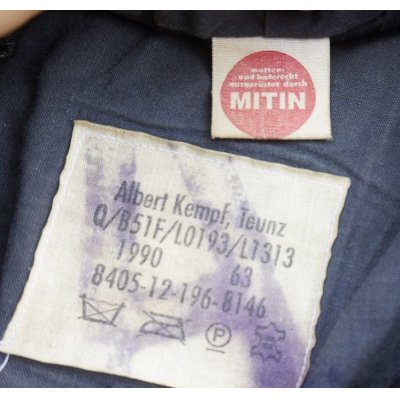 motten-
und käferecht
ausgerüstet durch
MITIN
Albert Kempf, Teunz
Q/B51F/L0193/L1313
1990 63
8405-12-196-8146
P